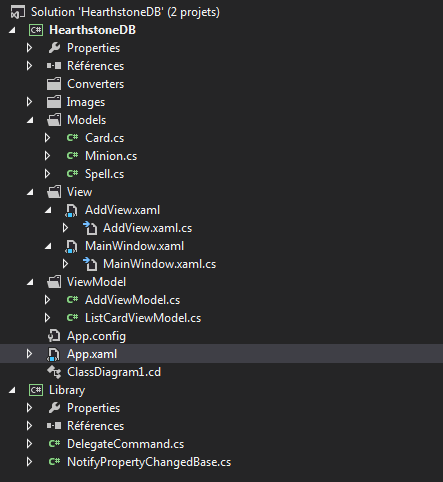 Solution 'HearthstoneDB' (2 projets)
C# HearthstoneDB
Properties
Références
Converters
Images
Models
C# Card.cs
C# Minion.cs
C# Spell.cs
View
AddView.xaml
AddView.xaml.cs
MainWindow.xaml
MainWindow.xaml.cs
ViewModel
C# AddViewModel.cs
C# ListCardViewModel.cs
App.config
App.xaml
ClassDiagram1.cd
C# Library
Properties
Références
C# DelegateCommand.cs
C# NotifyPropertyChangedBase.cs